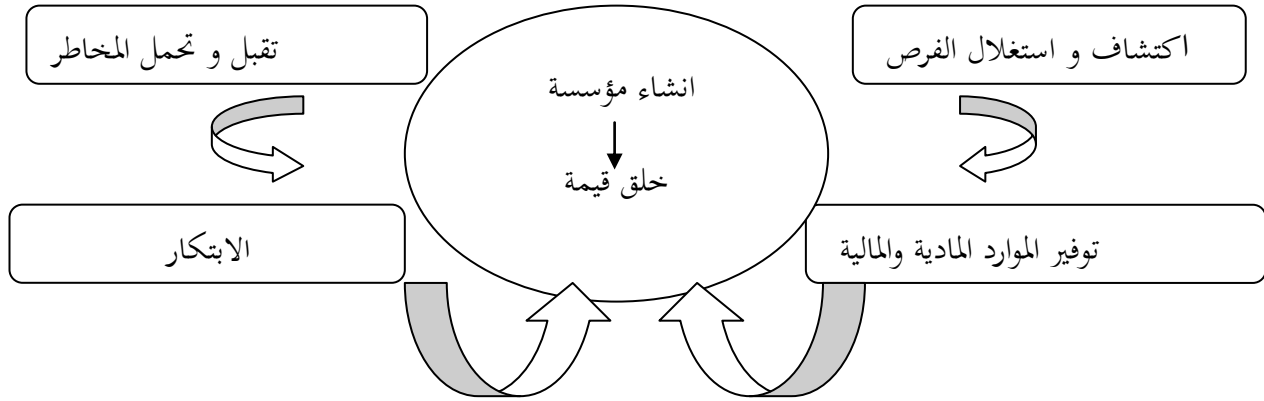 اكتشاف و استغلال الفرص
تقبل و تحمل المخاطر
انشاء مؤسسة
خلق قيمة
توفير الموارد المادية والمالية
الابتكار